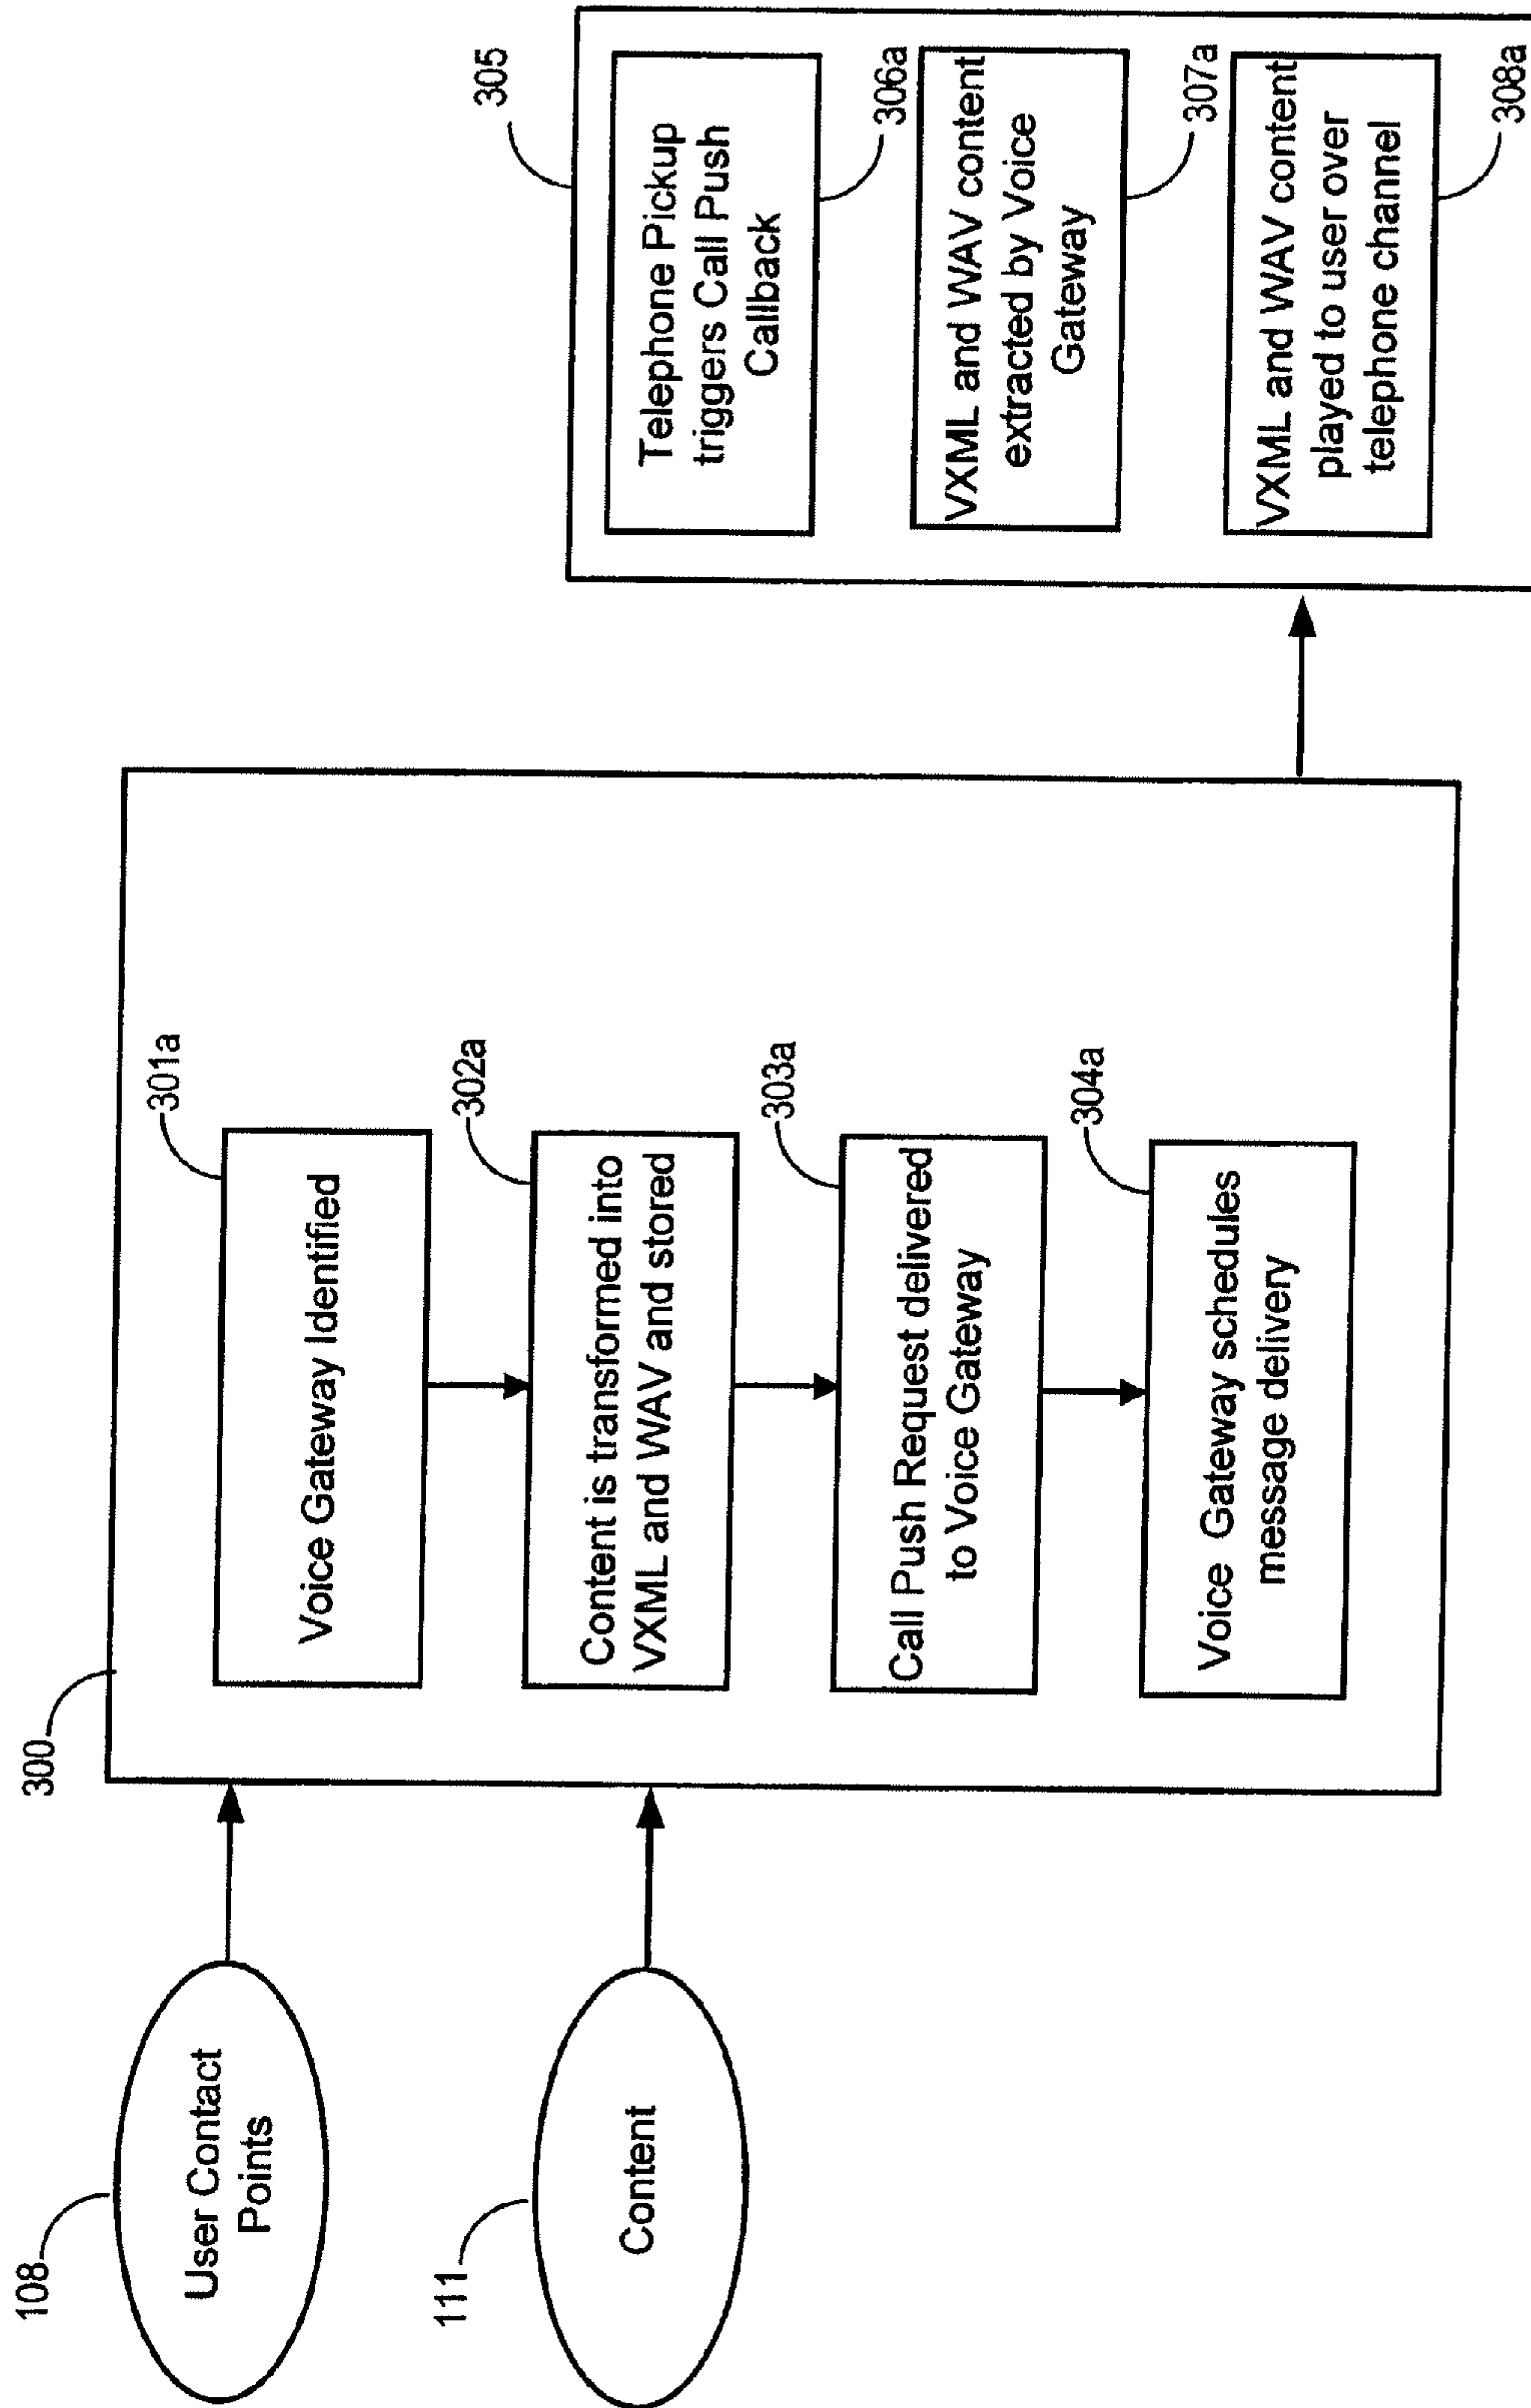 108
User Contact
Points
111
Content
300
301a
Voice Gateway Identified
302a
Content is transformed into
VXML and WAV and stored
303a
Call Push Request delivered
to Voice Gateway
304a
Voice Gateway schedules
message delivery
305
Telephone Pickup
triggers Call Push
Callback
306a
VXML and WAV content
extracted by Voice
Gateway
307a
VXML and WAV content
played to user over
telephone channel
308a